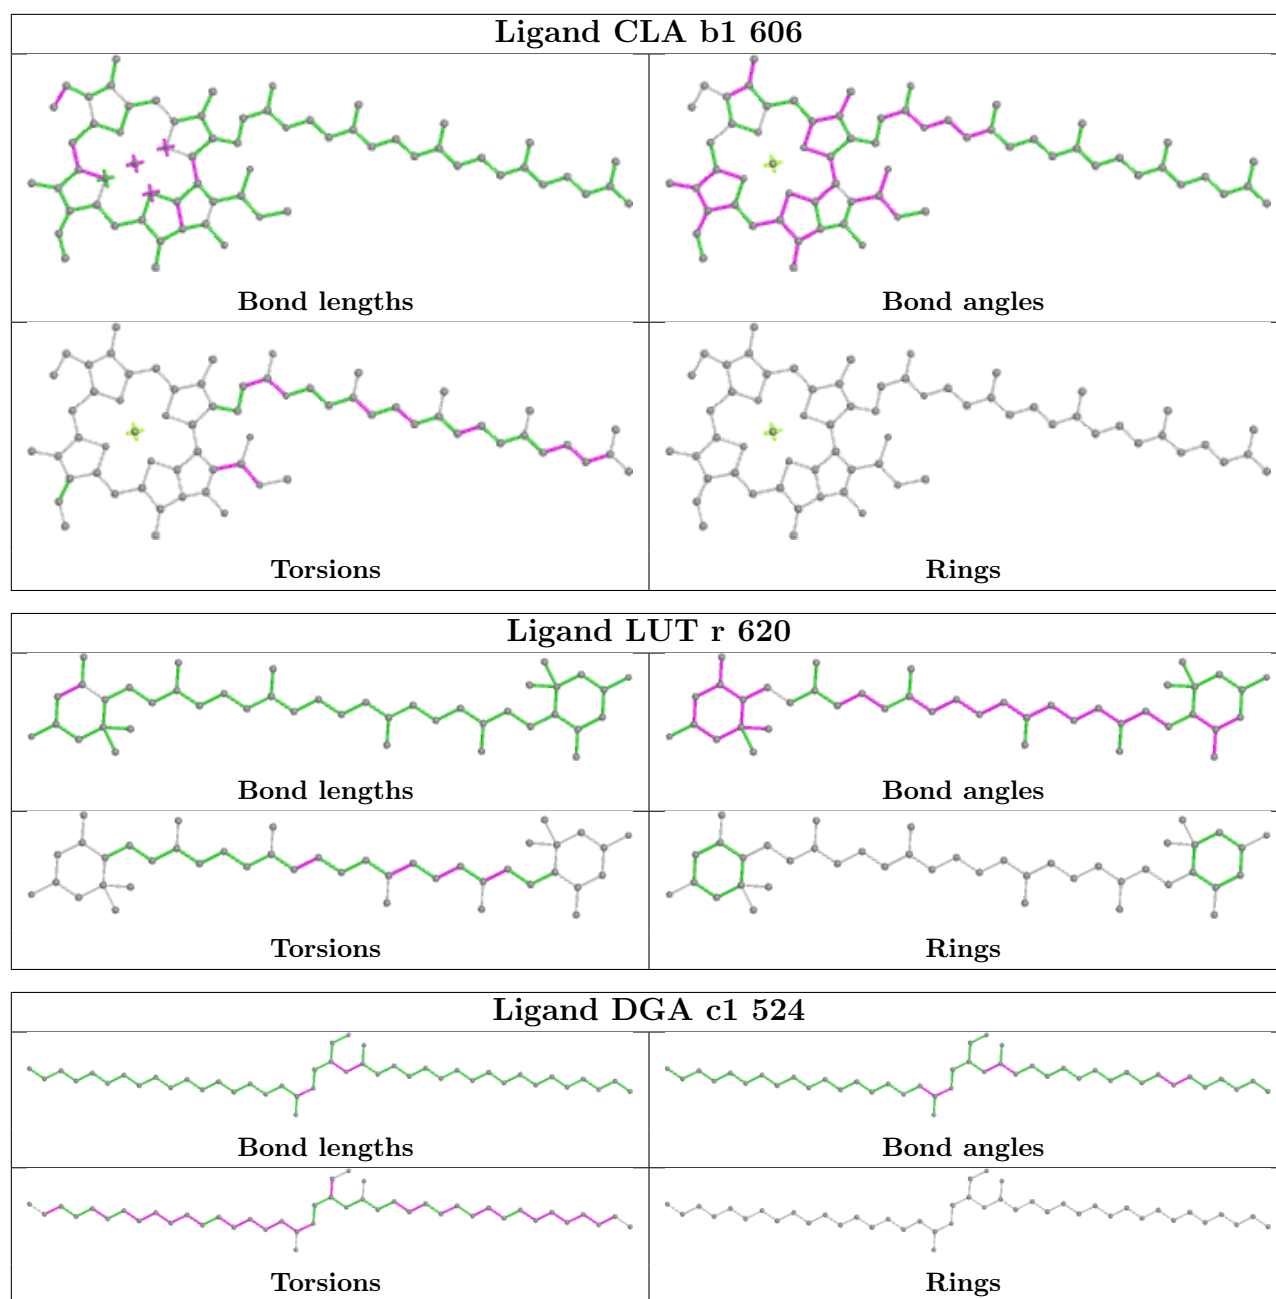 Ligand CLA b1 606
Bond lengths
Bond angles
Torsions
Rings
Ligand LUT r 620
Bond lengths
Bond angles
Torsions
Rings
Ligand DGA c1 524
Bond lengths
Bond angles
Torsions
Rings